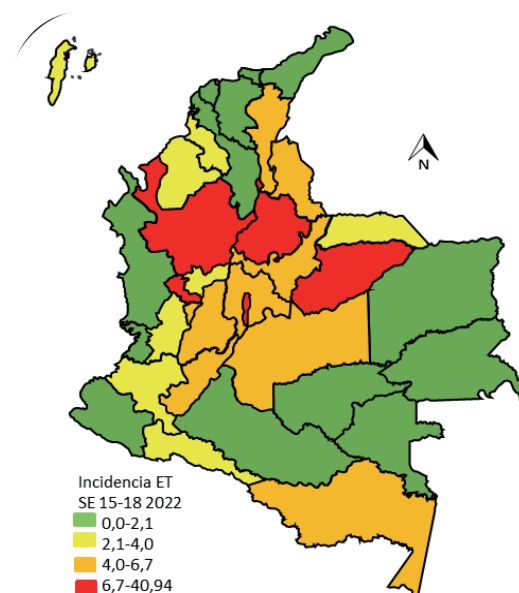 N
Incidencia ET
SE 15-18 2022
0,0-2,1
2,1-4,0
4,0-6,7
6,7-40,94